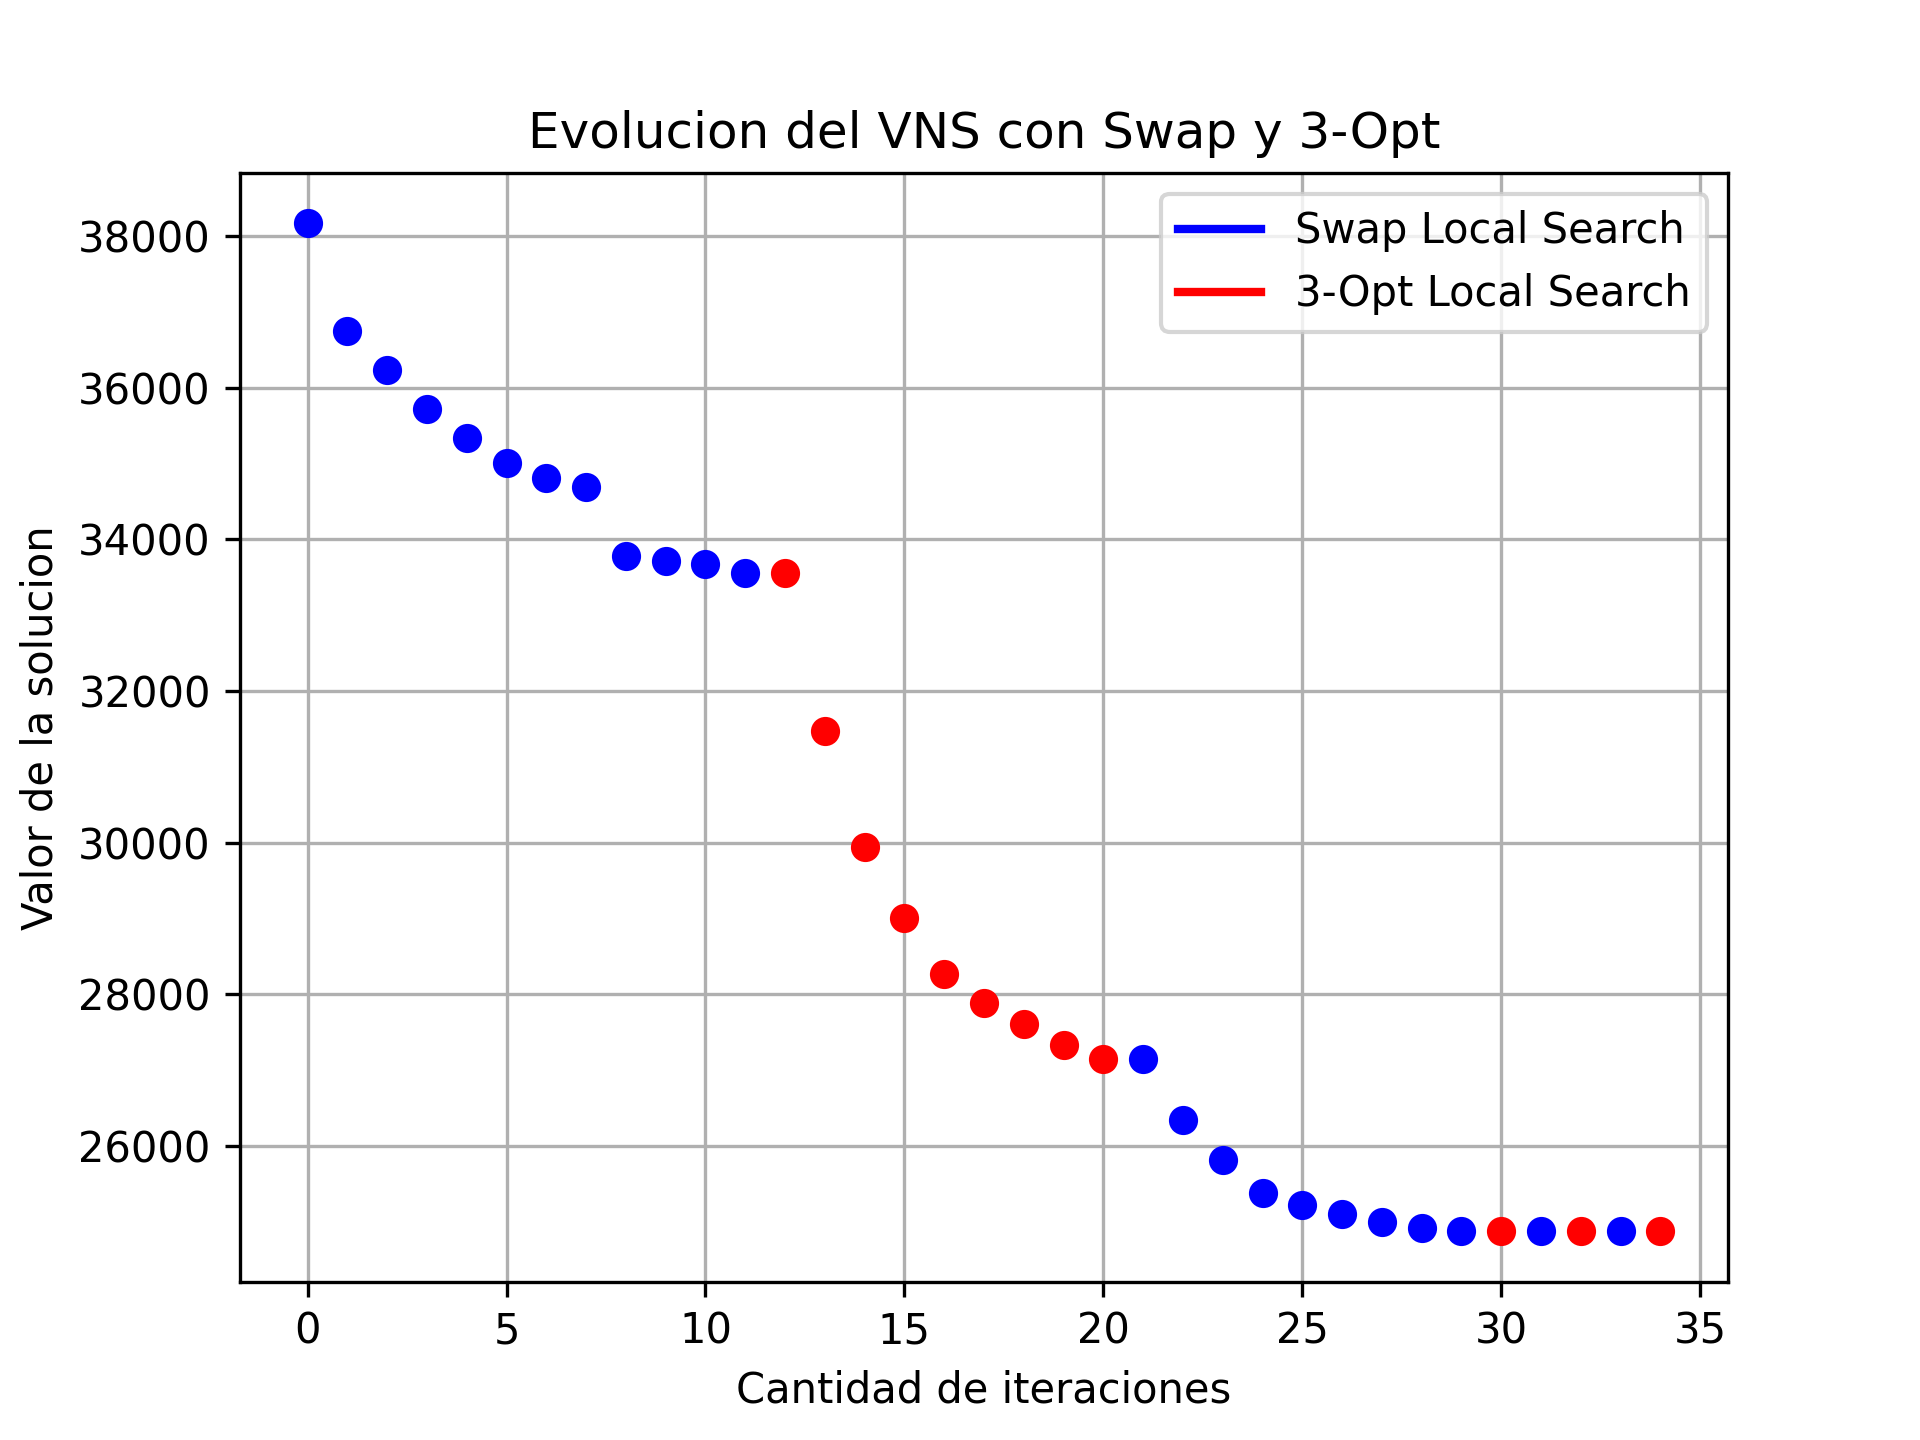 Evolucion del VNS con Swap y 3-Opt
Swap Local Search
3-Opt Local Search
Valor de la solucion
38000
36000
34000
32000
30000
28000
26000
0 5 10 15 20 25 30 35
Cantidad de iteraciones